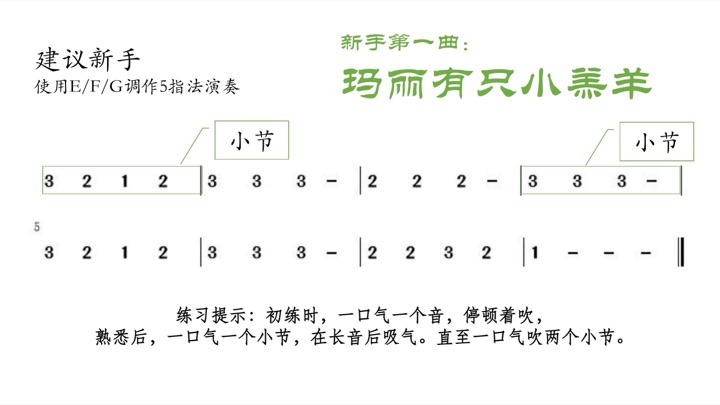 建议新手
使用E/F/G调作5指法演奏
新手第一曲：
玛丽有只小羔羊
小节
小节
3 2 1 2 | 3 3 3 - | 2 2 2 - | 3 3 3 - |
5
3 2 1 2 | 3 3 3 - | 2 2 3 2 | 1 - - - ‖
练习提示：初练时，一口气一个音，停顿着吹，
熟悉后，一口气一个小节，在长音后吸气。直至一口气吹两个小节。